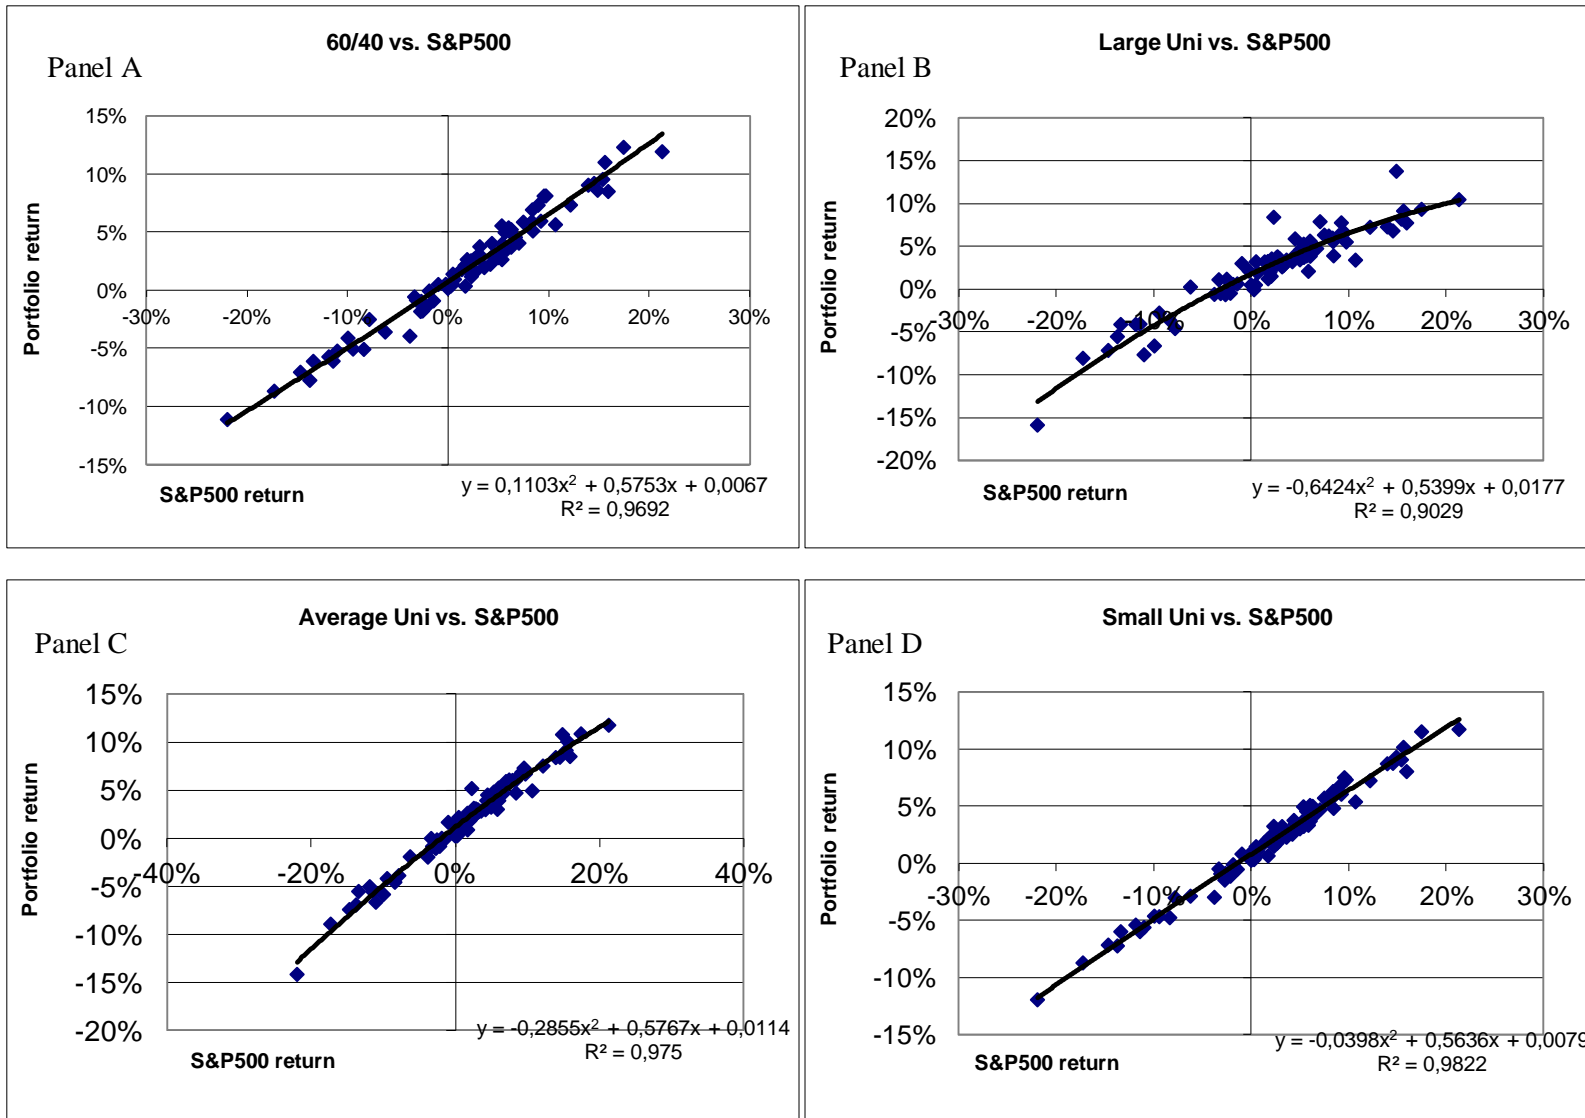 60/40 vs. S&P500
Panel A
15%
10%
5%
0%
-5%
-10%
-15%
-30%
-20%
-10%
0%
10%
20%
30%
Portfolio return
S&P500 return
y = 0,1103x² + 0,5753x + 0,0067
R² = 0,9692
Large Uni vs. S&P500
Panel B
20%
15%
10%
5%
0%
-5%
-10%
-15%
-20%
-30%
-20%
-10%
0%
10%
20%
30%
Portfolio return
S&P500 return
y = -0,6424x² + 0,5399x + 0,0177
R² = 0,9029
Average Uni vs. S&P500
Panel C
15%
10%
5%
0%
-5%
-10%
-15%
-20%
-40%
-20%
0%
20%
40%
Portfolio return
S&P500 return
y = -0,2855x² + 0,5767x + 0,0114
R² = 0,975
Small Uni vs. S&P500
Panel D
15%
10%
5%
0%
-5%
-10%
-15%
-30%
-20%
-10%
0%
10%
20%
30%
Portfolio return
S&P500 return
y = -0,0398x² + 0,5636x + 0,0079
R² = 0,9822